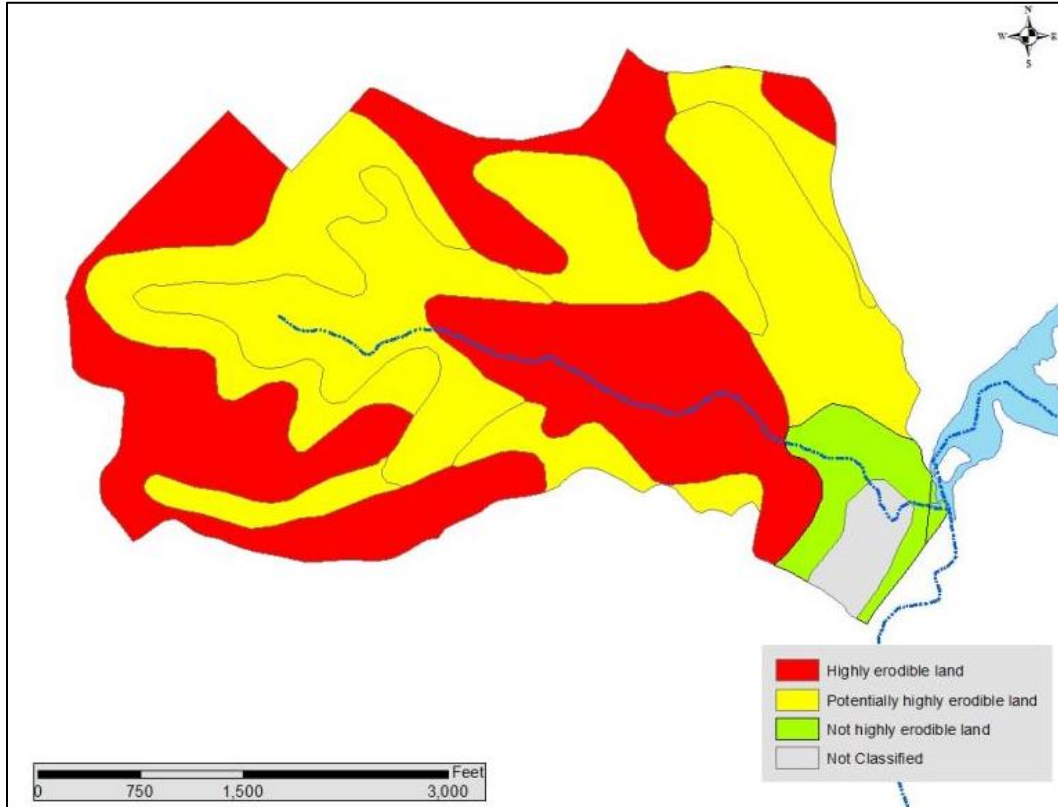 N
W E
S
Highly erodible land
Potentially highly erodible land
Not highly erodible land
Not Classified
Feet
0 750 1,500 3,000